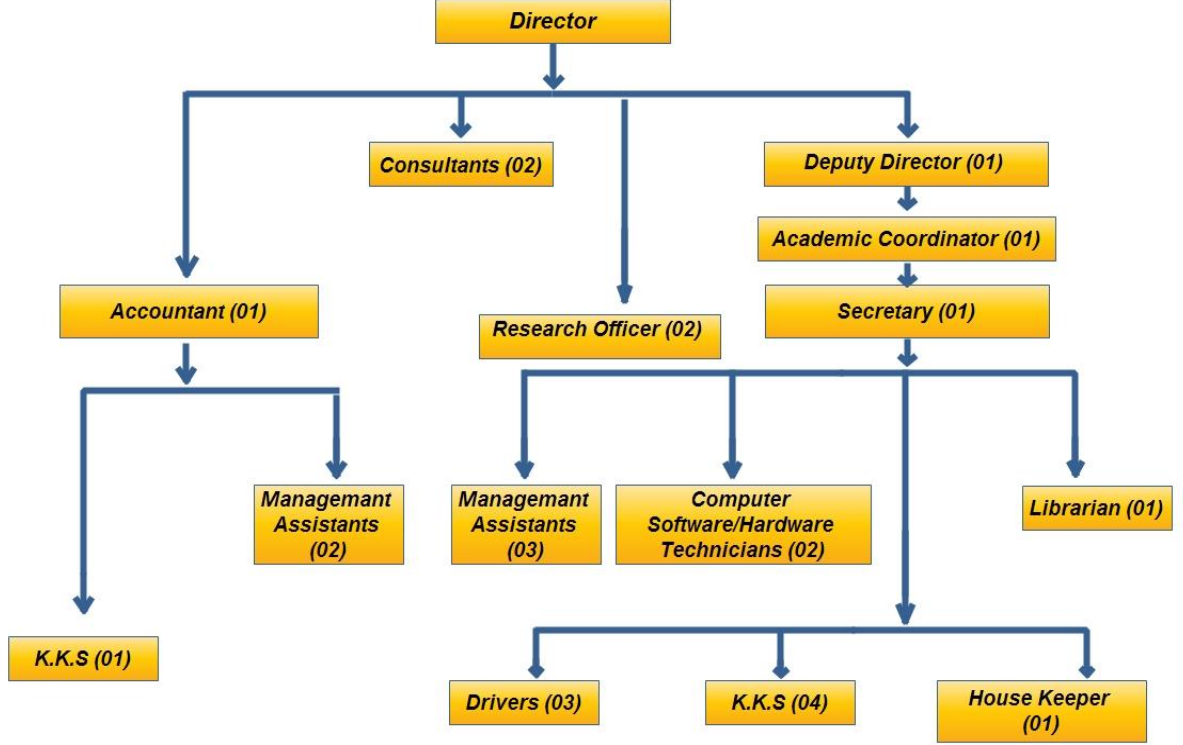 Director
Consultants (02)
Deputy Director (01)
Academic Coordinator (01)
Accountant (01)
Research Officer (02)
Secretary (01)
Managemant
Assistants
(02)
Managemant
Assistants
(03)
Computer
Software/Hardware
Technicians (02)
Librarian (01)
K.K.S (01)
Drivers (03)
K.K.S (04)
House Keeper
(01)